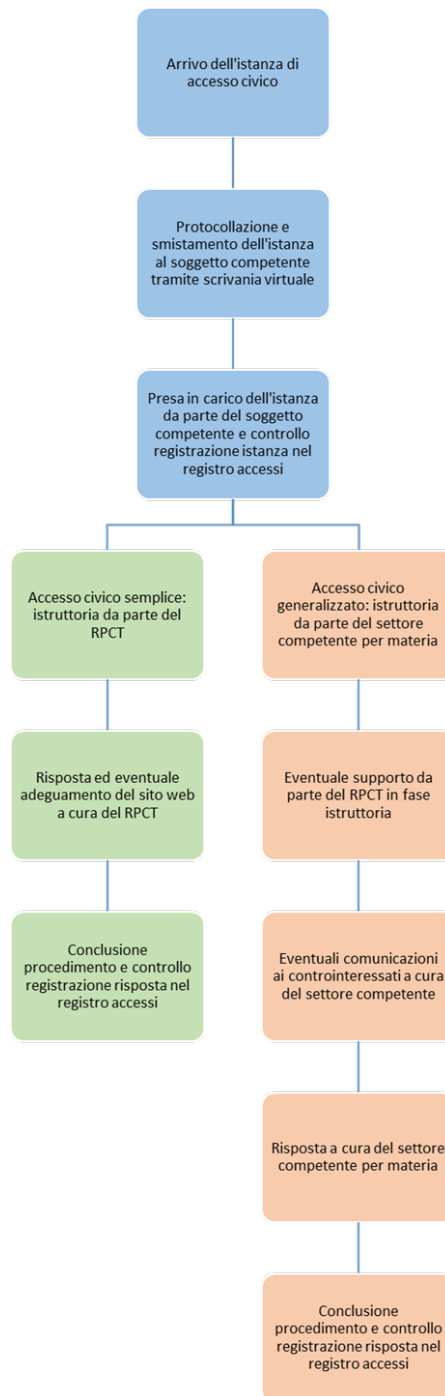 Arrivo dell'istanza di
accesso civico
Protocollazione e
smistamento dell'istanza
al soggetto competente
tramite scrivania virtuale
Presa in carico dell'istanza
da parte del soggetto
competente e controllo
registrazione istanza nel
registro accessi
Accesso civico semplice:
istruttoria da parte del
RPCT
Risposta ed eventuale
adeguamento del sito web
a cura del RPCT
Conclusione
procedimento e controllo
registrazione risposta nel
registro accessi
Accesso civico
generalizzato: istruttoria
da parte del settore
competente per materia
Eventuale supporto da
parte del RPCT in fase
istruttoria
Eventuali comunicazioni
ai controinteressati a cura
del settore competente
Risposta a cura del settore
competente per materia
Conclusione
procedimento e controllo
registrazione risposta nel
registro accessi